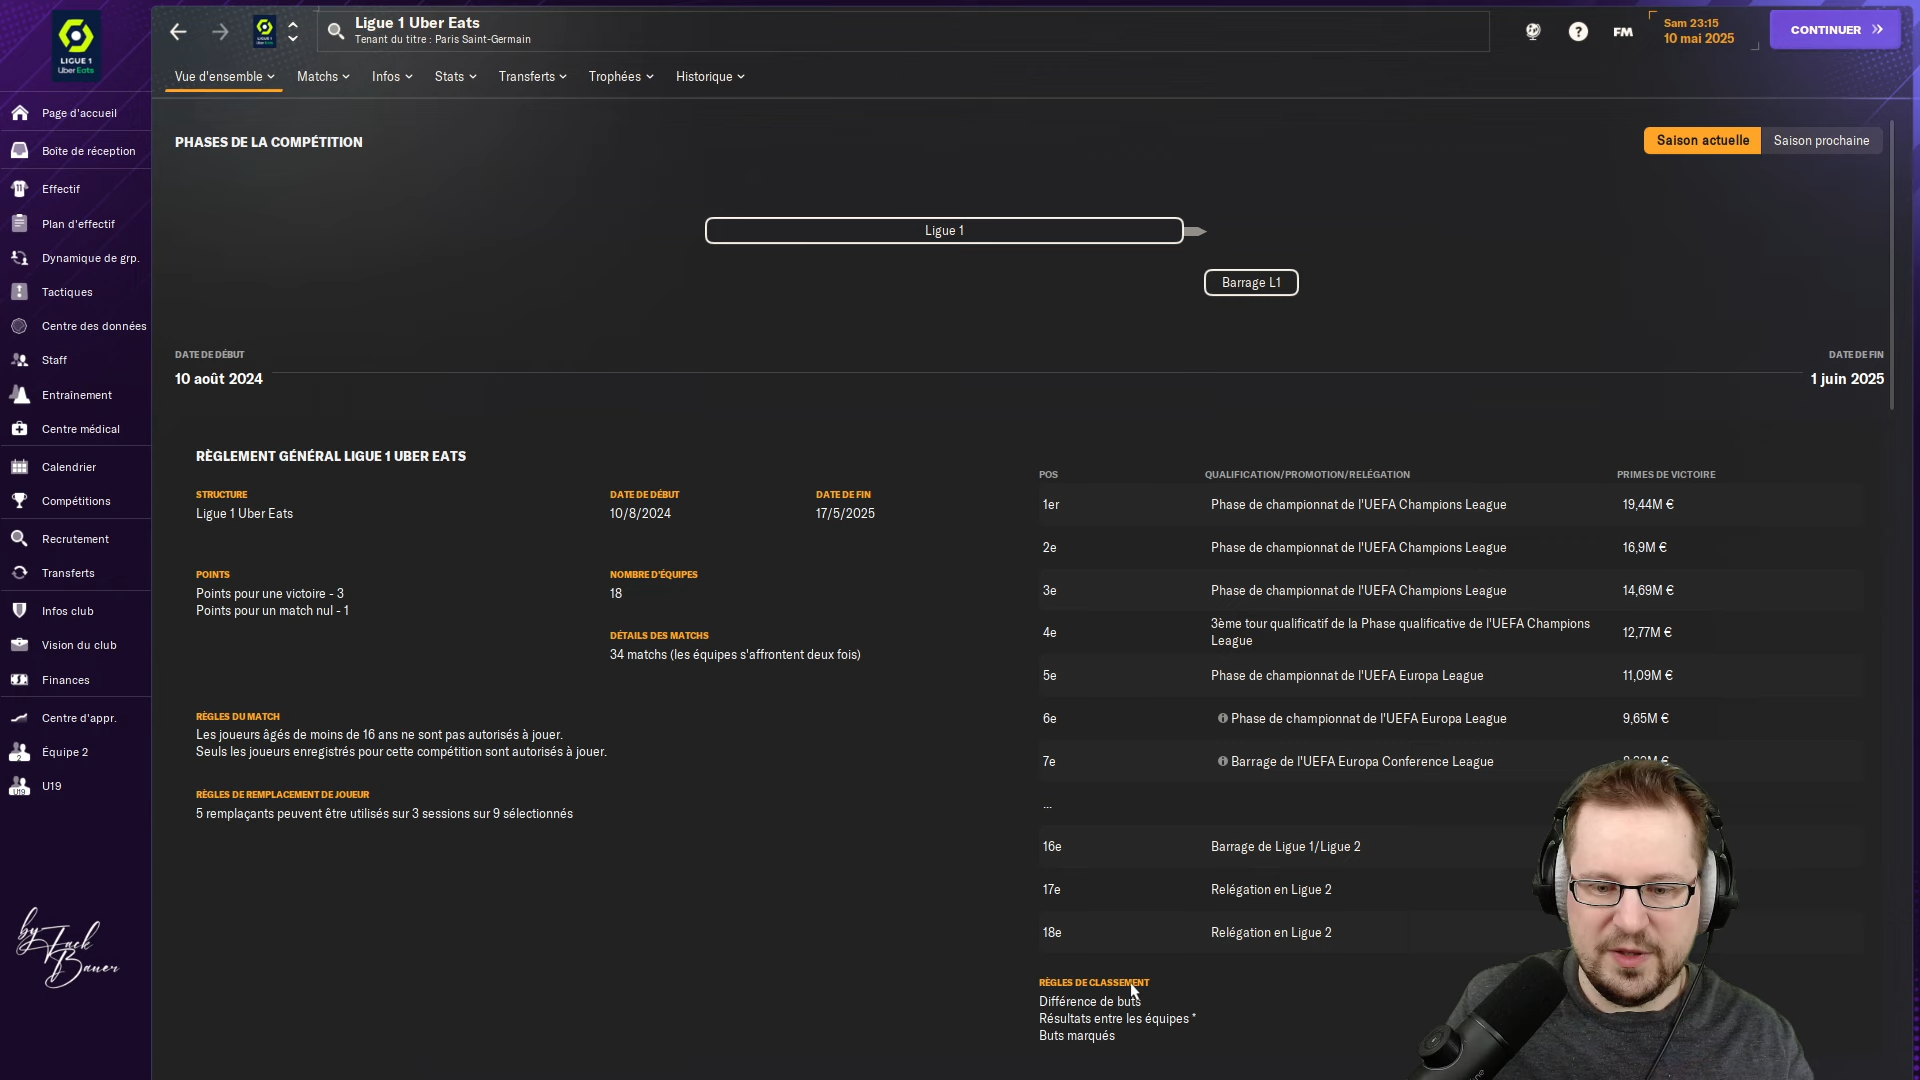 Ligue 1 Uber Eats
Tenant du titre : Paris Saint-Germain
FM
Sam 23:15
10 mai 2025
CONTINUER
LIGUE 1
Uber Eats
Vue d'ensemble
Matchs
Infos
Stats
Transferts
Trophées
Historique
Page d'accueil
Boîte de réception
Effectif
Plan d'effectif
Dynamique de grp.
Tactiques
Centre des données
Staff
Entraînement
Centre médical
Calendrier
Compétitions
Recrutement
Transferts
Infos club
Vision du club
Finances
Centre d'appr.
Équipe 2
U19
by Jack
Bauer
PHASES DE LA COMPÉTITION
Saison actuelle
Saison prochaine
Ligue 1
Barrage L1
DATE DE DÉBUT
10 août 2024
DATE DE FIN
1 juin 2025
RÈGLEMENT GÉNÉRAL LIGUE 1 UBER EATS
STRUCTURE
Ligue 1 Uber Eats
DATE DE DÉBUT
10/8/2024
DATE DE FIN
17/5/2025
POINTS
Points pour une victoire - 3
Points pour un match nul - 1
NOMBRE D'ÉQUIPES
18
DÉTAILS DES MATCHS
34 matchs (les équipes s'affrontent deux fois)
RÈGLES DU MATCH
Les joueurs âgés de moins de 16 ans ne sont pas autorisés à jouer.
Seuls les joueurs enregistrés pour cette compétition sont autorisés à jouer.
RÈGLES DE REMPLACEMENT DE JOUEUR
5 remplaçants peuvent être utilisés sur 3 sessions sur 9 sélectionnés
POS QUALIFICATION/PROMOTION/RELÉGATION PRIMES DE VICTOIRE
1er Phase de championnat de l'UEFA Champions League 19,44M €
2e Phase de championnat de l'UEFA Champions League 16,9M €
3e Phase de championnat de l'UEFA Champions League 14,69M €
4e 3ème tour qualificatif de la Phase qualificative de l'UEFA Champions
League 12,77M €
5e Phase de championnat de l'UEFA Europa League 11,09M €
6e Phase de championnat de l'UEFA Europa League 9,65M €
7e Barrage de l'UEFA Europa Conference League
...
16e Barrage de Ligue 1/Ligue 2
17e Relégation en Ligue 2
18e Relégation en Ligue 2
RÈGLES DE CLASSEMENT
Différence de buts
Résultats entre les équipes *
Buts marqués